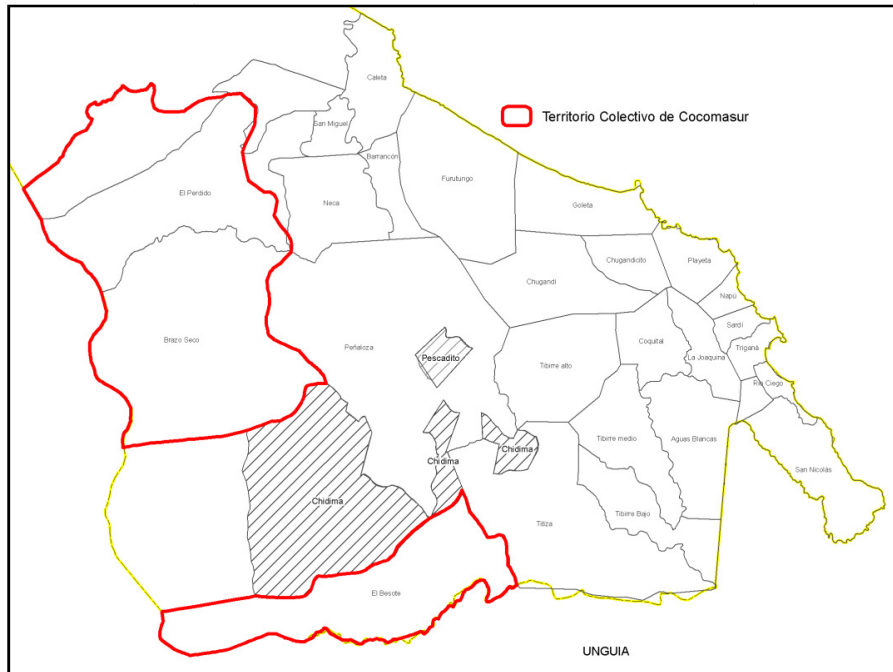 Caleta
Territorio Colectivo de Cocomasur
San Miguel
Barrancón
Furutungo
El Perdido
Neca
Goleta
Chugandicito
Playeta
Chugandí
Napú
Sardí
Brazo Seco
Peñaloza
Pescadito
Coquital
La Joaquina
Triganá
Tibirre alto
Rio Ciego
Tibirre medio
Aguas Blancas
Chidima
Chidima
San Nicolás
Chidima
Tibirre Bajo
Titiza
El Besote
UNGUIA